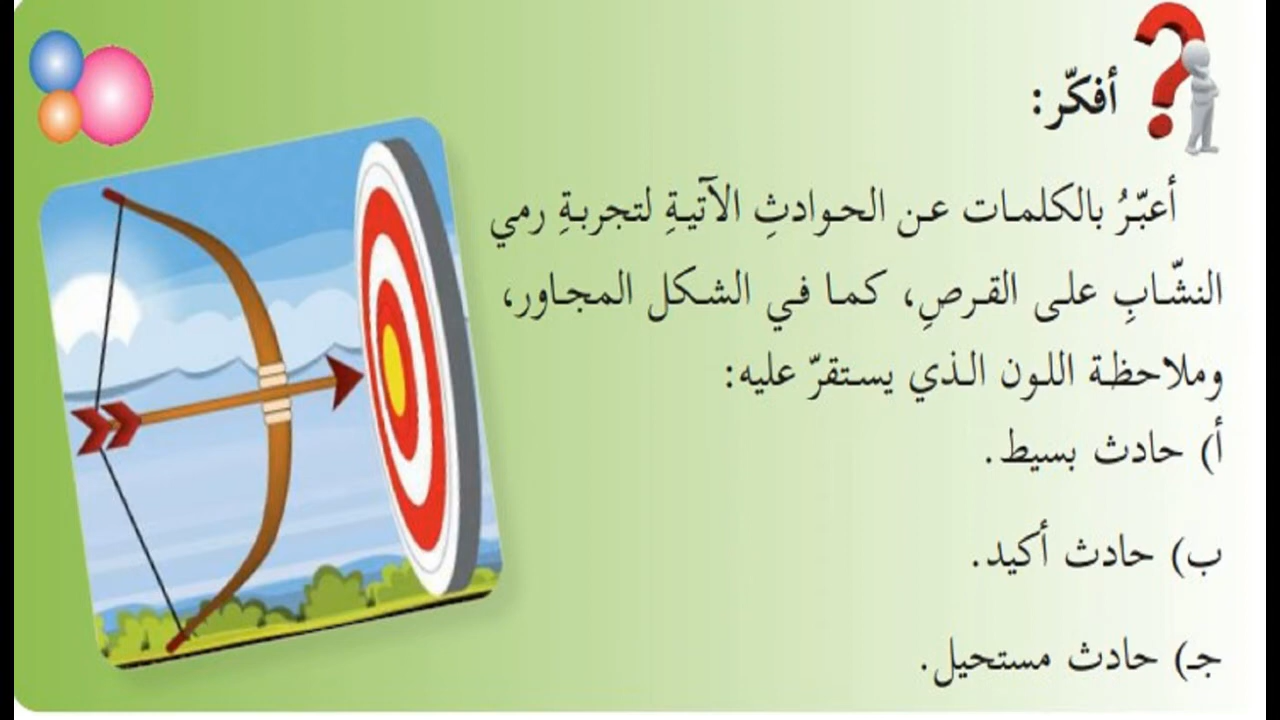 أفكّر:
أعبّرُ بالكلمات عن الحوادثِ الآتيةِ لتجربةِ رمي
النشّابِ على القرصِ، كما في الشكل المجاور،
وملاحظة اللون الذي يستقرّ عليه:
أ) حادث بسيط.
ب) حادث أكيد.
جـ) حادث مستحيل.